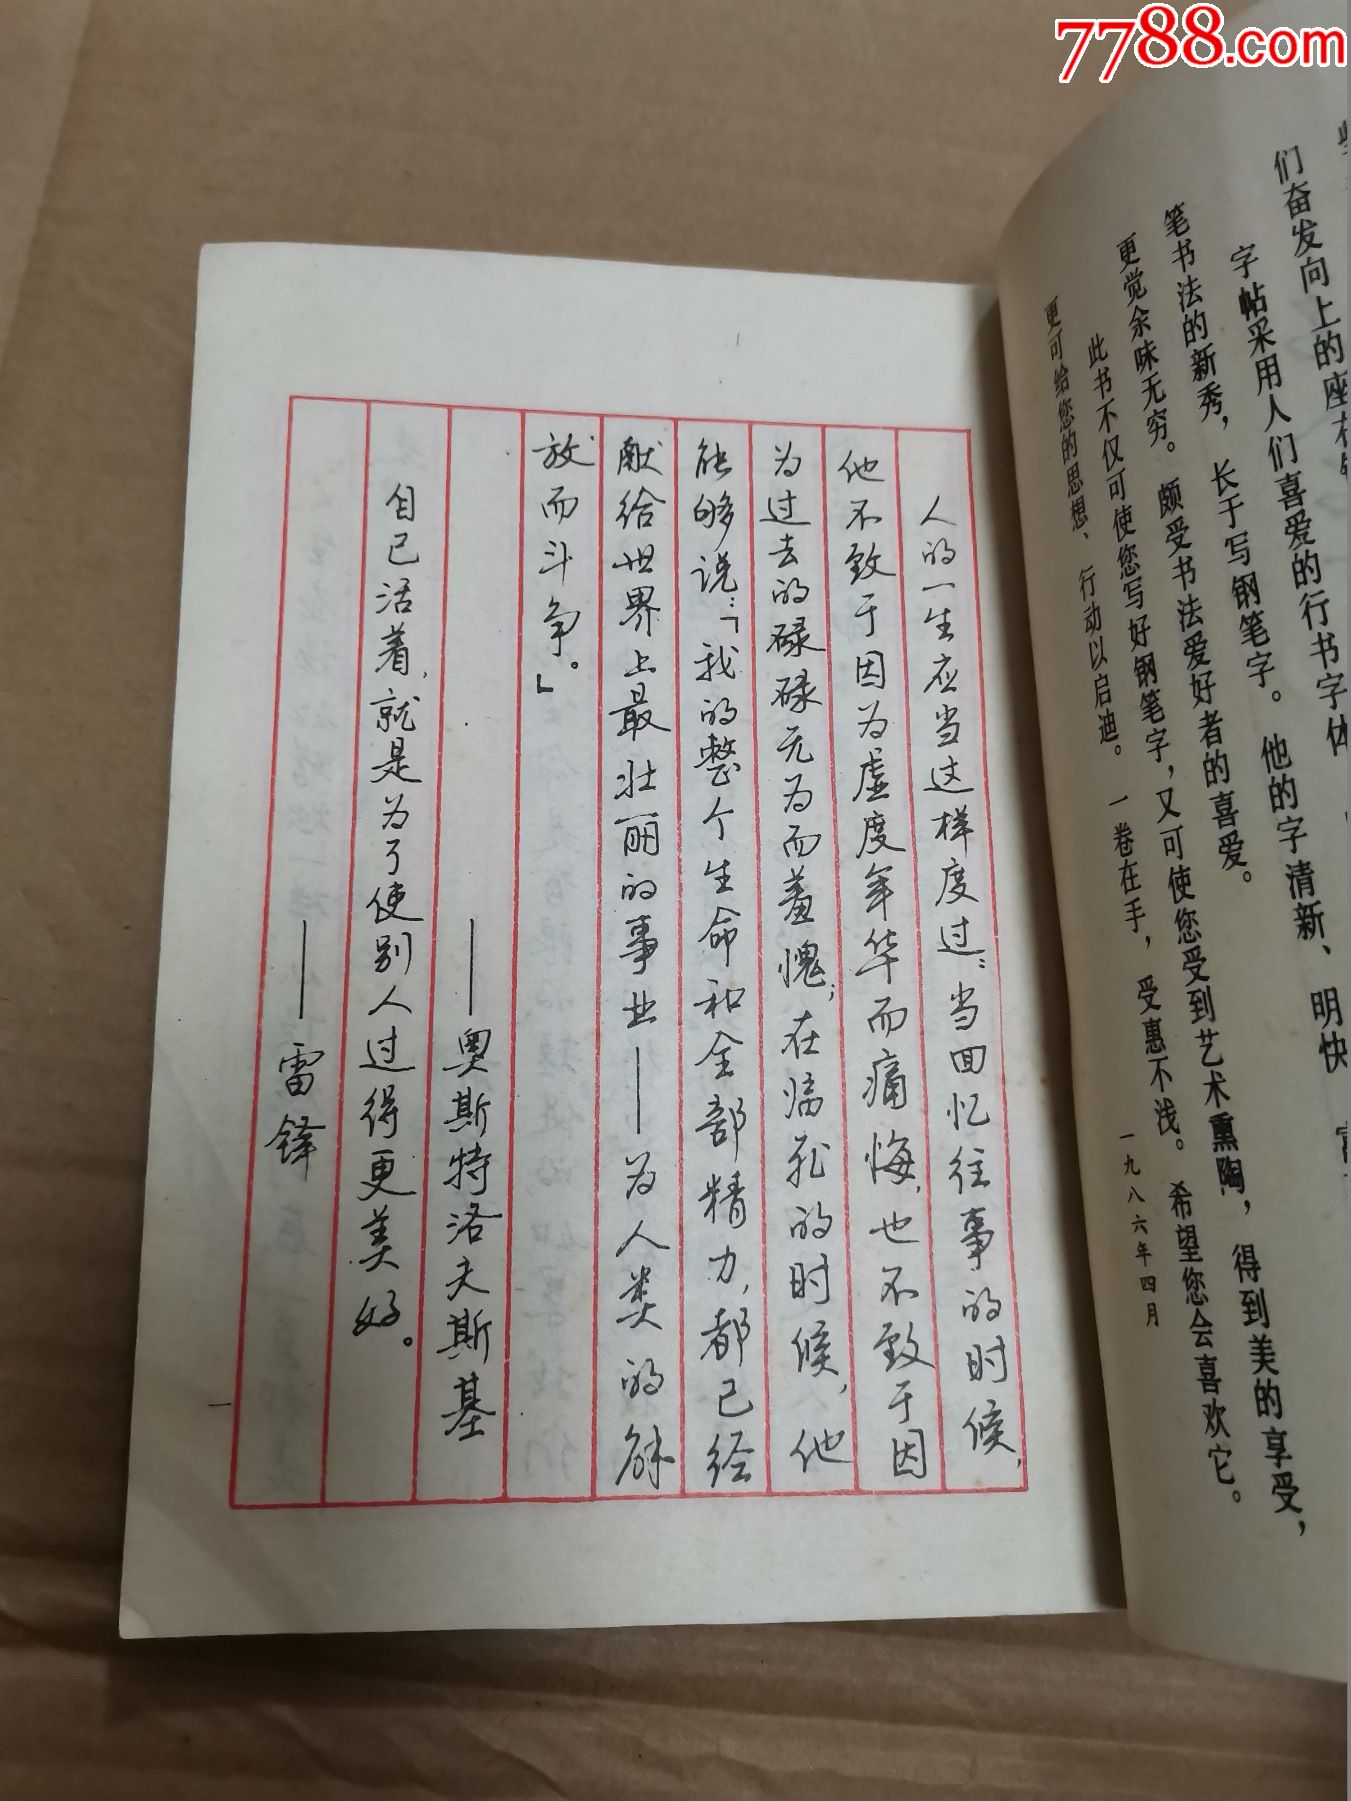 7788.com
们奋发向上的座右
字帖采用人们喜爱的行书字体
笔书法的新秀，长于写钢笔字。他的字清新、明快
更觉余味无穷。颇受书法爱好者的喜爱。
此书不仅可使您写好钢笔字，又可使您受到艺术熏陶，得到美的享受，
更可给您的思想、行动以启迪。一卷在手，受惠不浅。希望您会喜欢它。
一九八六年四月
人的一生应当这样度过：当回忆往事的时候，
他不致于因为虚度年华而痛悔，也不致于因
为过去的碌碌无为而羞愧；在临死的时候，他
能够说：「我的整个生命和全部精力，都已经
献给世界上最壮丽的事业——为人类的解
放而斗争。」
——奥斯特洛夫斯基
自己活着，就是为了使别人过得更美好。
——雷锋
一